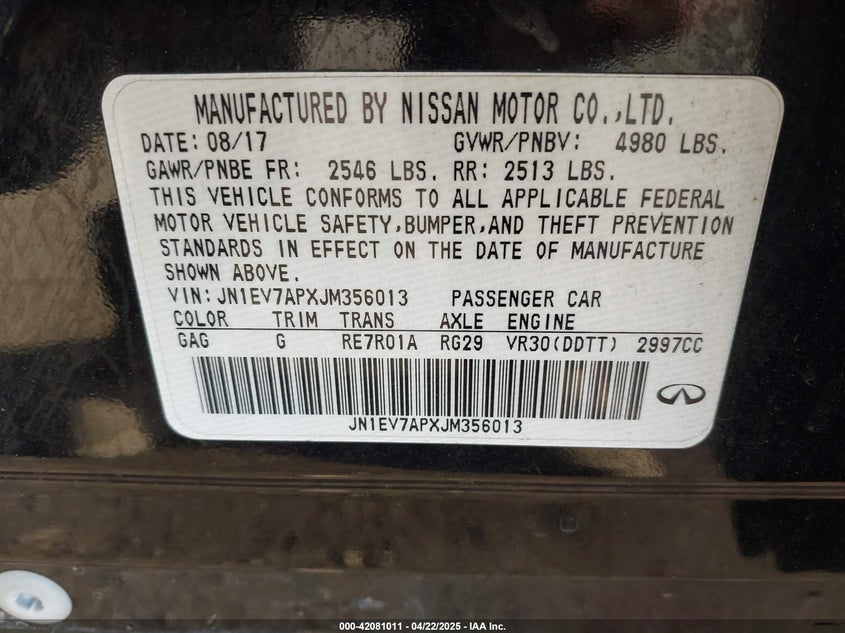 MANUFACTURED BY NISSAN MOTOR CO.,LTD.
DATE: 08/17 GVWR/PNBV: 4980 LBS.
GAWR/PNBE FR: 2546 LBS. RR: 2513 LBS.
THIS VEHICLE CONFORMS TO ALL APPLICABLE FEDERAL
MOTOR VEHICLE SAFETY,BUMPER,AND THEFT PREVENTION
STANDARDS IN EFFECT ON THE DATE OF MANUFACTURE
SHOWN ABOVE.
VIN:JN1EV7APXJM356013 PASSENGER CAR
COLOR TRIM TRANS AXLE ENGINE
GAG G RE7R01A RG29 VR30(DDTT) 2997CC
JN1EV7APXJM356013
000-42081011 - 04/22/2025 - IAA Inc.